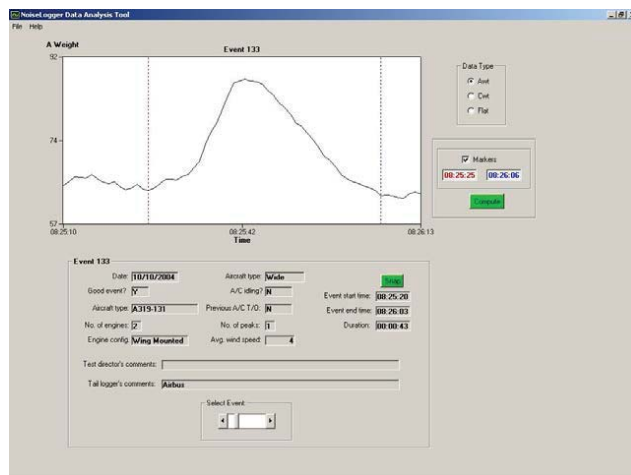 NoiseLogger Data Analysis Tool
File Help
A Weight
Event 133
92
74
57
08:25:10 08:25:42 08:26:13
Time
Data Type
Awt
Cwt
Flat
Markers
08:25:25 08:26:06
Compute
Event 133
Date: 10/10/2004 Aircraft type: Wide Snap
Good event? Y A/C idling? N Event start time: 08:25:20
Aircraft type: A319-131 Previous A/C T/O: N Event end time: 08:26:03
No. of engines: 2 No. of peaks: 1 Duration: 00:00:43
Engine config: Wing Mounted Avg. wind speed: 4
Test director's comments:
Tail logger's comments: Airbus
Select Event